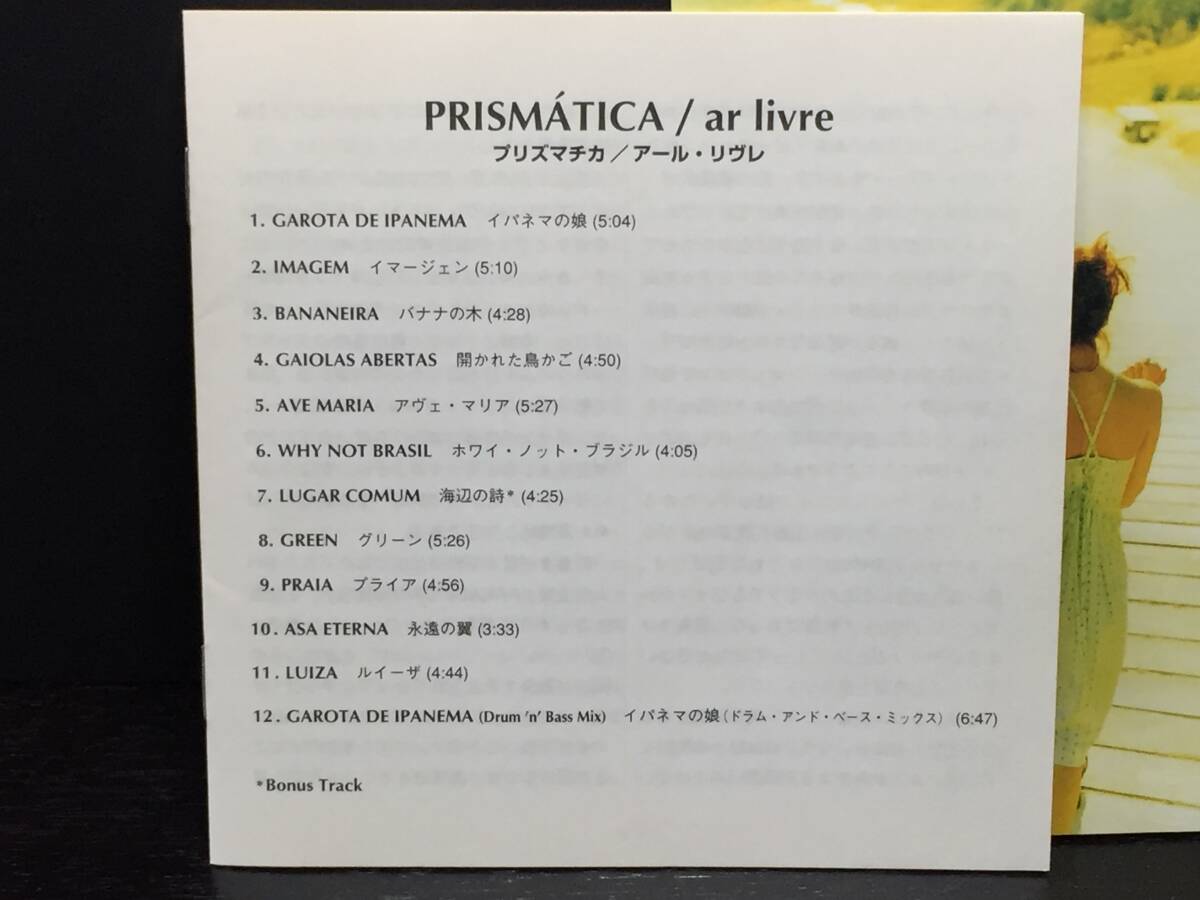 PRISMÁTICA / ar livre
プリズマチカ／アール・リヴレ
1. GAROTA DE IPANEMA イパネマの娘 (5:04)
2. IMAGEM イマージェン (5:10)
3. BANANEIRA バナナの木 (4:28)
4. GAIOLAS ABERTAS 開かれた鳥かご (4:50)
5. AVE MARIA アヴェ・マリア (5:27)
6. WHY NOT BRASIL ホワイ・ノット・ブラジル (4:05)
7. LUGAR COMUM 海辺の詩* (4:25)
8. GREEN グリーン (5:26)
9. PRAIA プライア (4:56)
10. ASA ETERNA 永遠の翼 (3:33)
11. LUIZA ルイーザ (4:44)
12. GAROTA DE IPANEMA (Drum 'n' Bass Mix) イパネマの娘（ドラム・アンド・ベース・ミックス） (6:47)
*Bonus Track